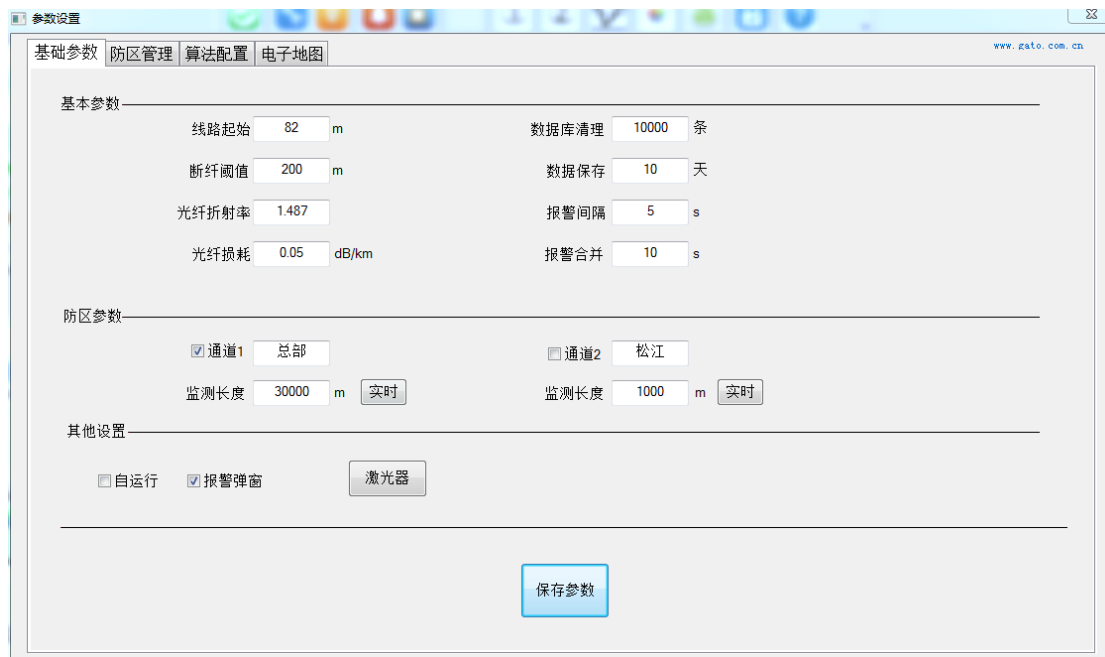 参数设置
www.gato.com.cn
基础参数 防区管理 算法配置 电子地图
基本参数
线路起始 82 m 数据库清理 10000 条
断纤阈值 200 m 数据保存 10 天
光纤折射率 1.487 报警间隔 5 s
光纤损耗 0.05 dB/km 报警合并 10 s
防区参数
通道1 总部 通道2 松江
监测长度 30000 m 实时 监测长度 1000 m 实时
其他设置
自运行 报警弹窗 激光器
保存参数